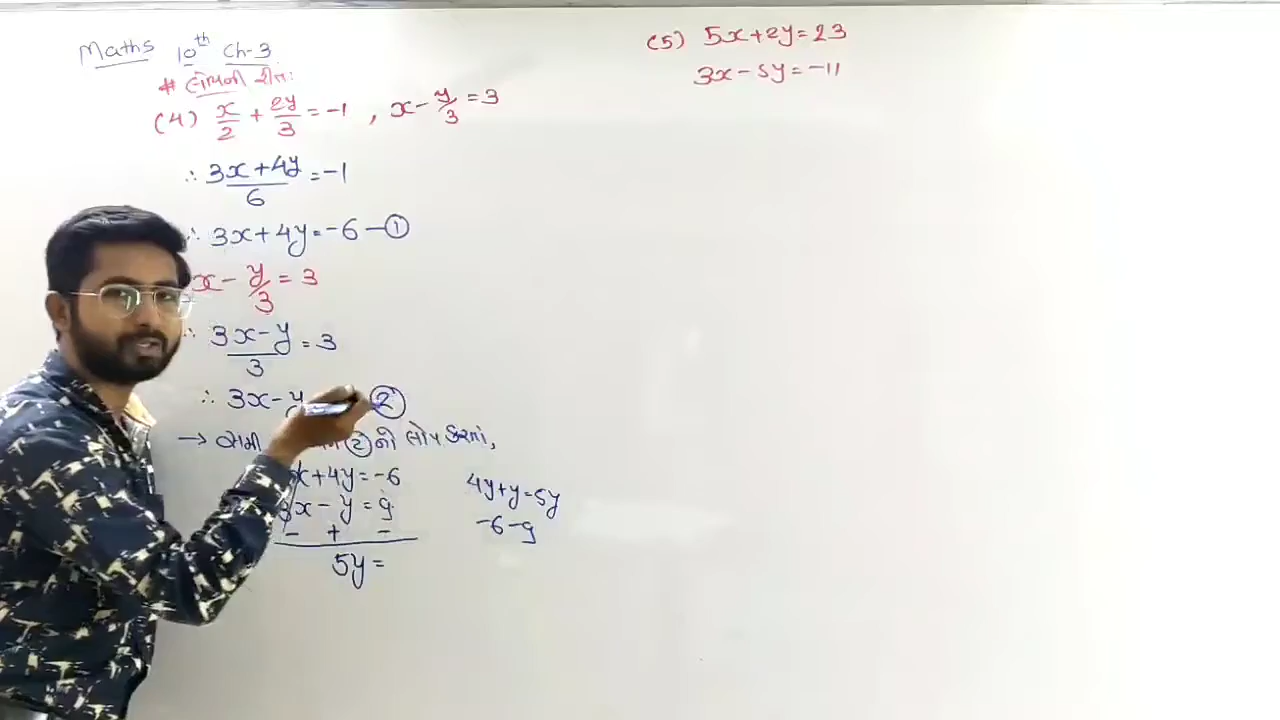 Maths 10th Ch-3
# લોપની રીત:
(4) x/2 + 2y/3 = -1 , x - y/3 = 3
∴ 3x+4y/6 = -1
∴ 3x+4y = -6 — ①
x - y/3 = 3
∴ 3x-y/3 = 3
∴ 3x-y ②
→ ②નો લોપ કરતાં,
x+4y = -6
3x - y = 9
- + -
5y =
4y+y=5y
-6-9
(5) 5x+2y=23
3x-5y=-11